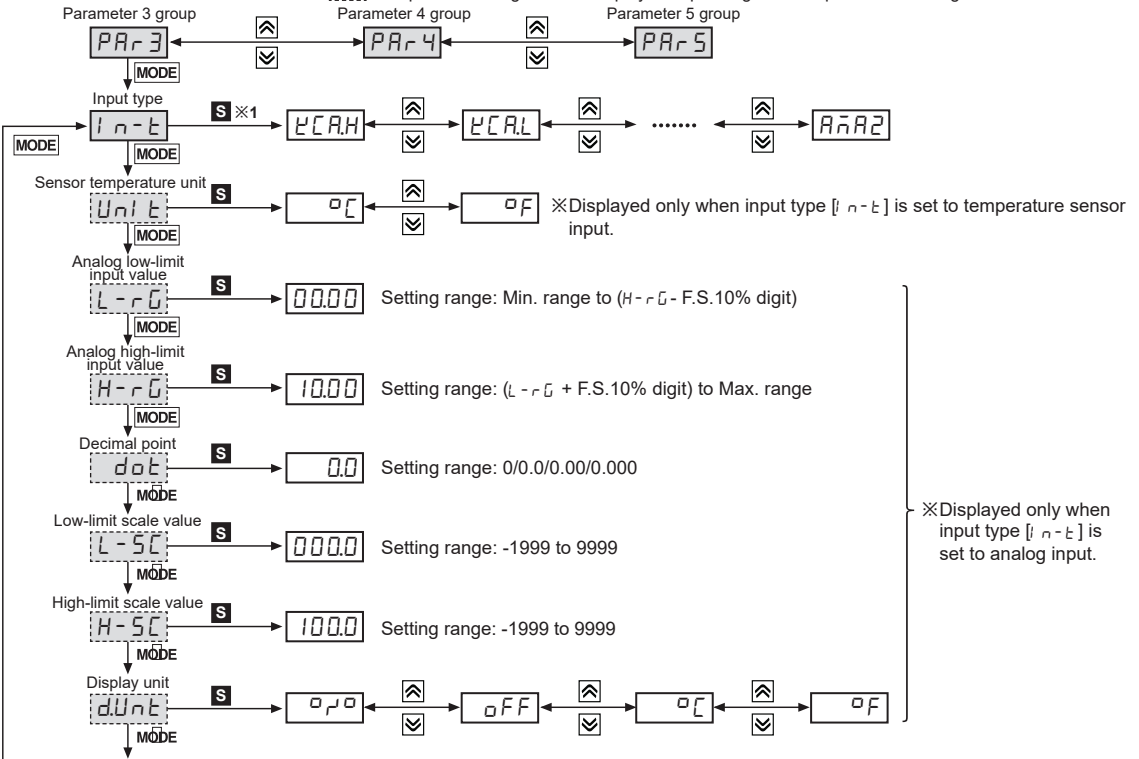 Parameter 3 group Parameter 4 group Parameter 5 group
PAr3 PAr4 PAr5
MODE
Input type
In-t S ※1 KCA.H KCA.L ······· AMA2
MODE
MODE
Sensor temperature unit
UnIt S °C °F ※Displayed only when input type [In-t] is set to temperature sensor
input.
MODE
Analog low-limit
input value
L-rG S 00.00 Setting range: Min. range to (H-rG- F.S.10% digit)
MODE
Analog high-limit
input value
H-rG S 10.00 Setting range: (L-rG + F.S.10% digit) to Max. range
MODE
Decimal point
dot S 0.0 Setting range: 0/0.0/0.00/0.000
MODE
Low-limit scale value
L-SC S 000.0 Setting range: -1999 to 9999
MODE
High-limit scale value
H-SC S 100.0 Setting range: -1999 to 9999
MODE
※Displayed only when
input type [In-t] is
set to analog input.
Display unit
d.Unt S o/o oFF °C °F
MODE